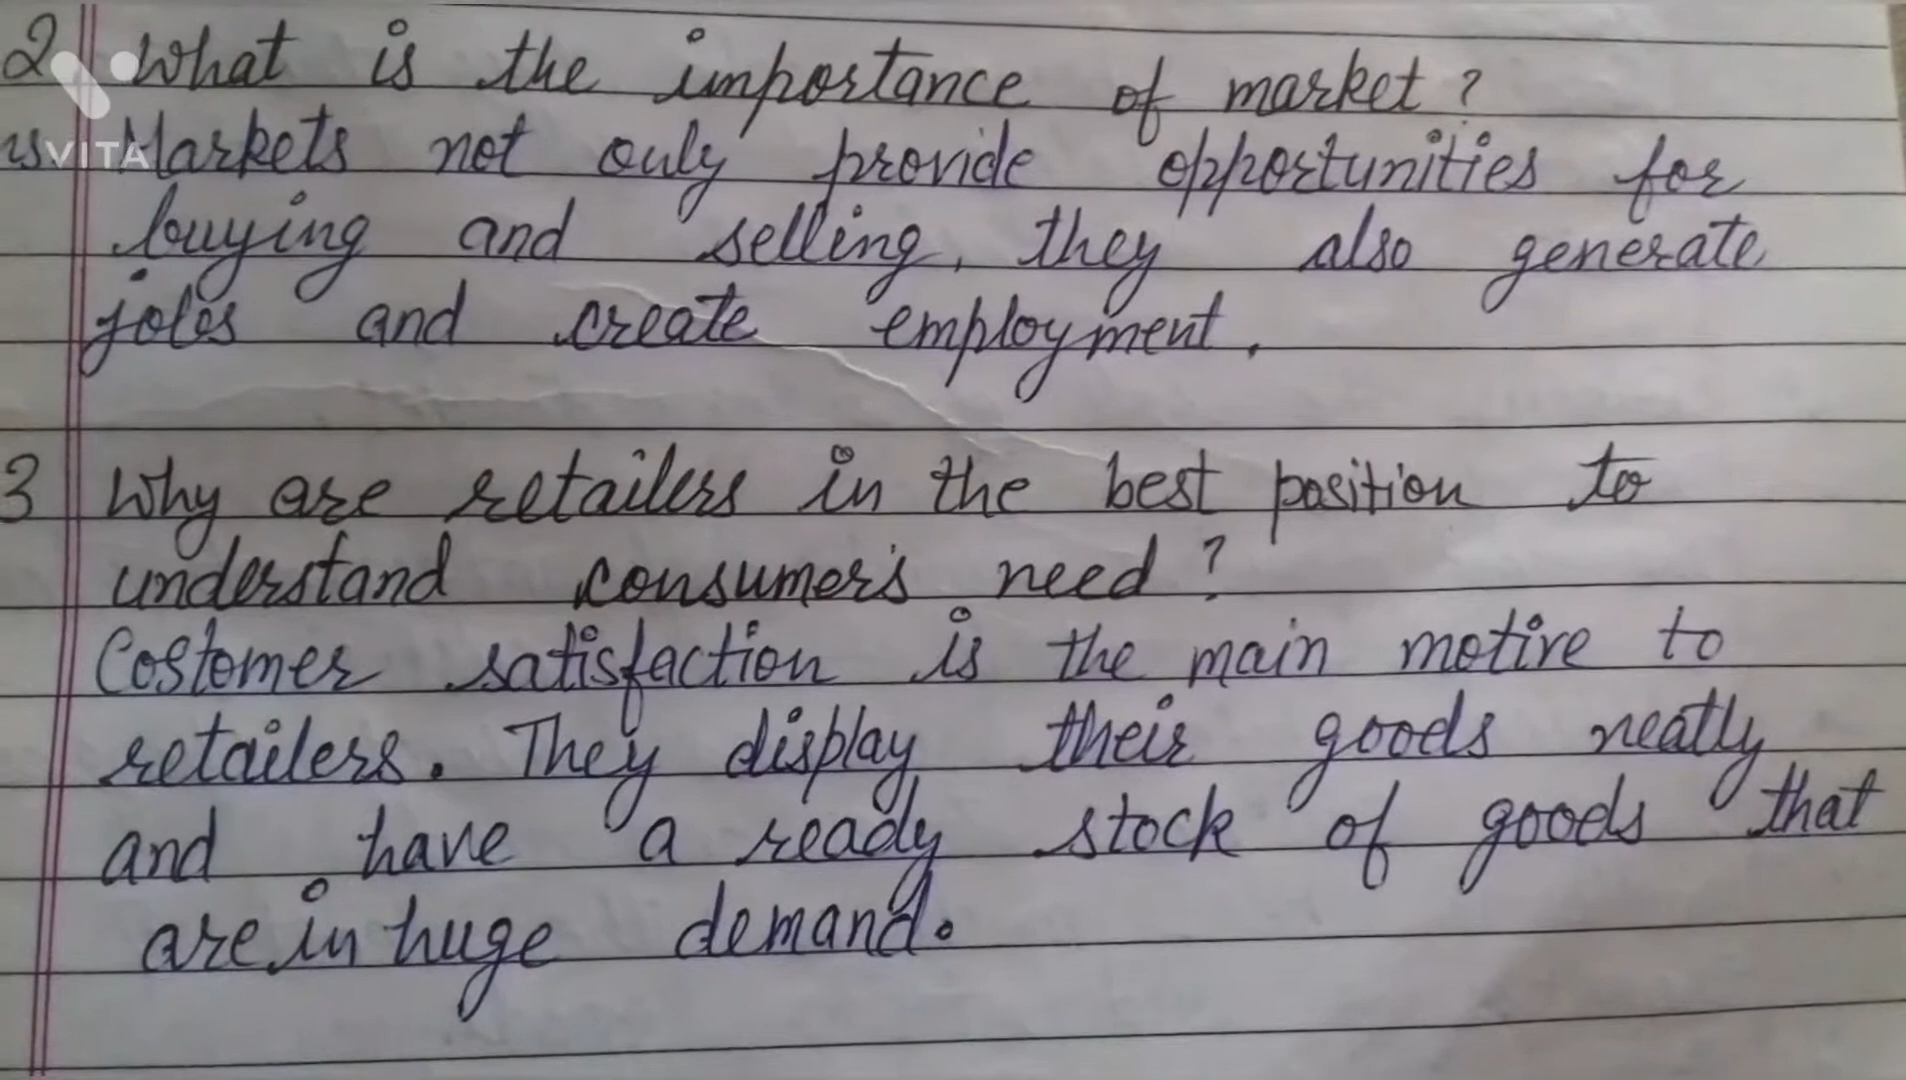 2 What is the importance of market ?
VITA Markets not only provide opportunities for
buying and selling, they also generate
jobs and create employment.
3 Why are retailers in the best position to
understand consumer's need ?
Costomer satisfaction is the main motive to
retailers. They display their goods neatly
and have a ready stock of goods that
are in huge demand.